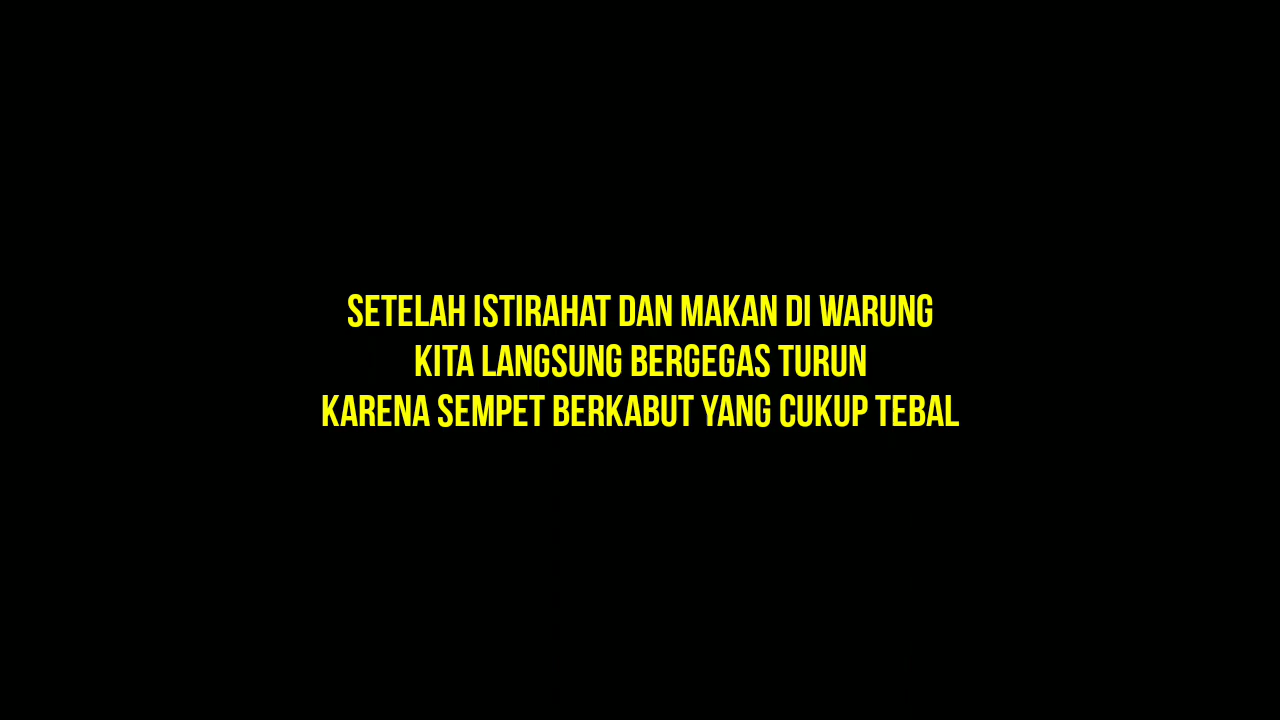 SETELAH ISTIRAHAT DAN MAKAN DI WARUNG
KITA LANGSUNG BERGEGAS TURUN
KARENA SEMPET BERKABUT YANG CUKUP TEBAL